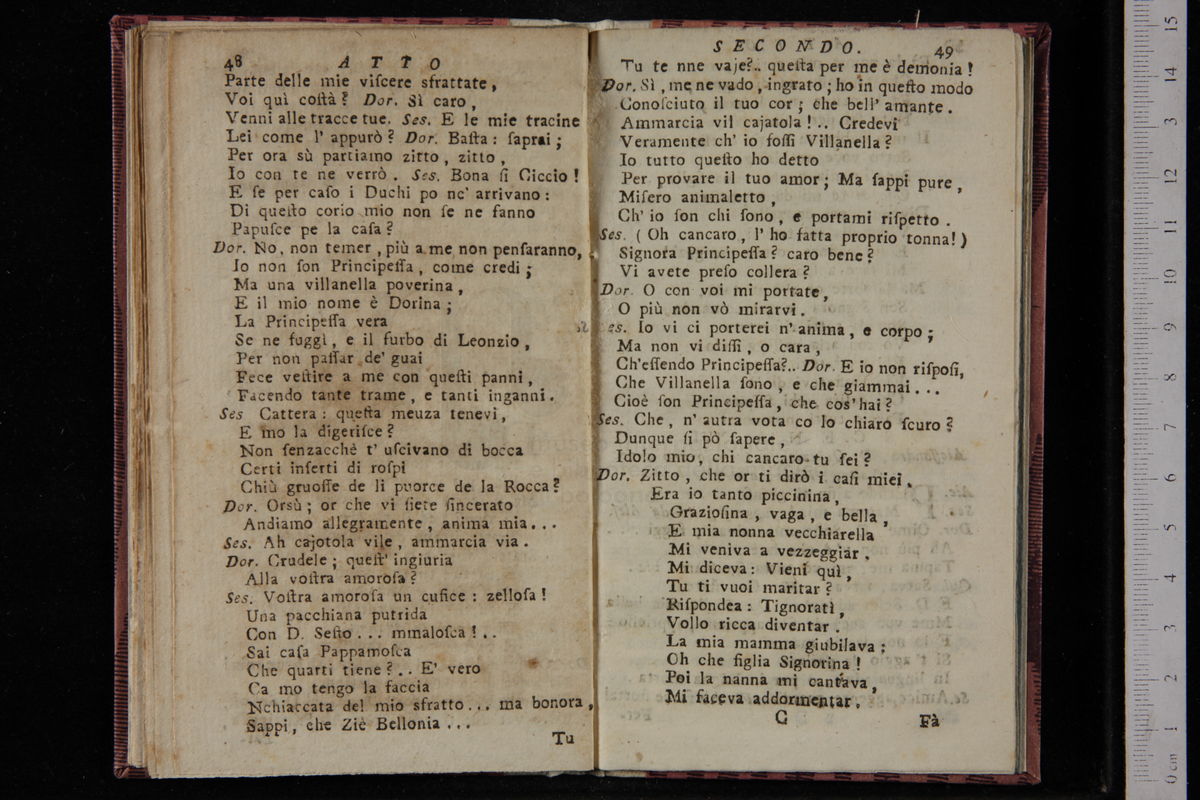 48 ATTO
Parte delle mie viſcere sfrattate,
Voi quì coſtà? Dor. Sì caro,
Venni alle tracce tue. Ses. E le mie tracine
Lei come l' appurò? Dor. Baſta: ſaprai;
Per ora sù partiamo zitto, zitto,
Io con te ne verrò. Ses. Bona ſi Ciccio!
E ſe per caſo i Duchi po nc' arrivano:
Di queſto corio mio non ſe ne fanno
Papuſce pe la caſa?
Dor. No, non temer, più a me non penſaranno,
Io non ſon Principeſſa, come credi;
Ma una villanella poverina,
E il mio nome è Dorina;
La Principeſſa vera
Se ne fuggì, e il furbo di Leonzio,
Per non paſſar de' guai
Fece veſtire a me con queſti panni,
Facendo tante trame, e tanti inganni.
Ses Cattera: queſta meuza tenevi,
E mo la digeriſce?
Non ſenzacchè t' uſcivano di bocca
Certi inſerti di roſpi
Chiù gruoſſe de li puorce de la Rocca?
Dor. Orsù; or che vi ſiete ſincerato
Andiamo allegramente, anima mia...
Ses. Ah cajotola vile, ammarcia via.
Dor. Crudele; queſt' ingiuria
Alla voſtra amoroſa?
Ses. Voſtra amoroſa un cufice: zelloſa!
Una pacchiana putrida
Con D. Seſto... mmaloſca!..
Sai caſa Pappamoſca
Che quarti tiene?.. E' vero
Ca mo tengo la faccia
Nchiaccata del mio sfratto... ma bonora,
Sappi, che Ziè Bellonia...
Tu
SECONDO. 49
Tu te nne vaje?.. queſta per me è demonia!
Dor. Sì, me ne vado, ingrato; ho in queſto modo
Conoſciuto il tuo cor; che bell' amante.
Ammarcia vil cajatola!.. Credevi
Veramente ch' io foſſi Villanella?
Io tutto queſto ho detto
Per provare il tuo amor; Ma ſappi pure,
Miſero animaletto,
Ch' io ſon chi ſono, e portami riſpetto.
Ses. (Oh cancaro, l' ho fatta proprio tonna!)
Signora Principeſſa? caro bene?
Vi avete preſo collera?
Dor. O con voi mi portate,
O più non vò mirarvi.
Ses. Io vi ci porterei n' anima, e corpo;
Ma non vi diſſi, o cara,
Ch'eſſendo Principeſſa?.. Dor. E io non riſpoſi,
Che Villanella ſono, e che giammai...
Cioè ſon Principeſſa, che cos' hai?
Ses. Che, n' autra vota co lo chiaro ſcuro?
Dunque ſi pò ſapere,
Idolo mio, chi cancaro tu ſei?
Dor. Zitto, che or ti dirò i caſi miei.
Era io tanto piccinina,
Grazioſina, vaga, e bella,
E mia nonna vecchiarella
Mi veniva a vezzeggiar.
Mi diceva: Vieni quì,
Tu ti vuoi maritar?
Riſpondea: Tignoratì,
Vollo ricca diventar.
La mia mamma giubilava;
Oh che figlia Signorina!
Poi la nanna mi cantava,
Mi faceva addormentar.
G Fà